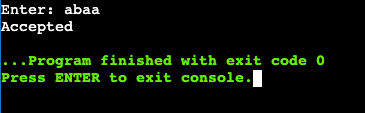 Enter: abaa
Accepted
...Program finished with exit code 0
Press ENTER to exit console.